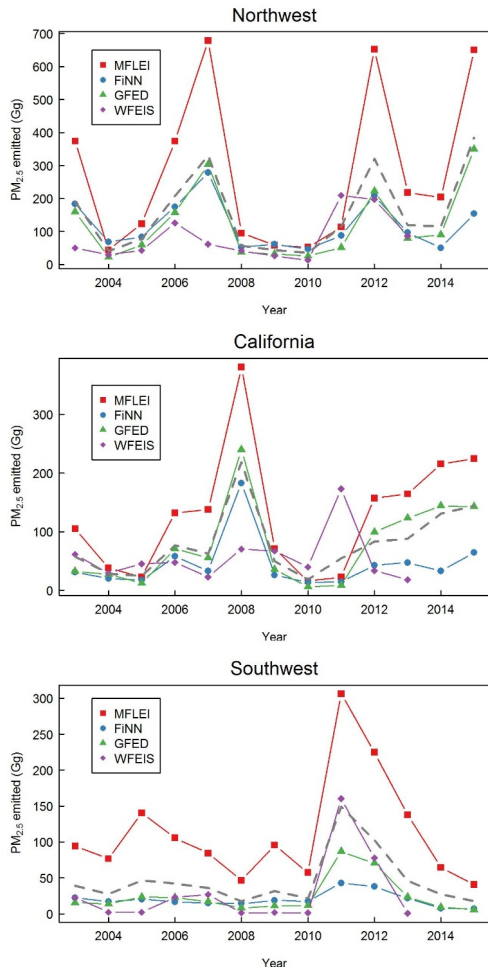 Northwest
PM2.5 emitted (Gg)
700
600
500
400
300
200
100
0
MFLEI
FiNN
GFED
WFEIS
2004 2006 2008 2010 2012 2014
Year
California
PM2.5 emitted (Gg)
300
200
100
0
MFLEI
FiNN
GFED
WFEIS
2004 2006 2008 2010 2012 2014
Year
Southwest
PM2.5 emitted (Gg)
300
250
200
150
100
50
0
MFLEI
FiNN
GFED
WFEIS
2004 2006 2008 2010 2012 2014
Year